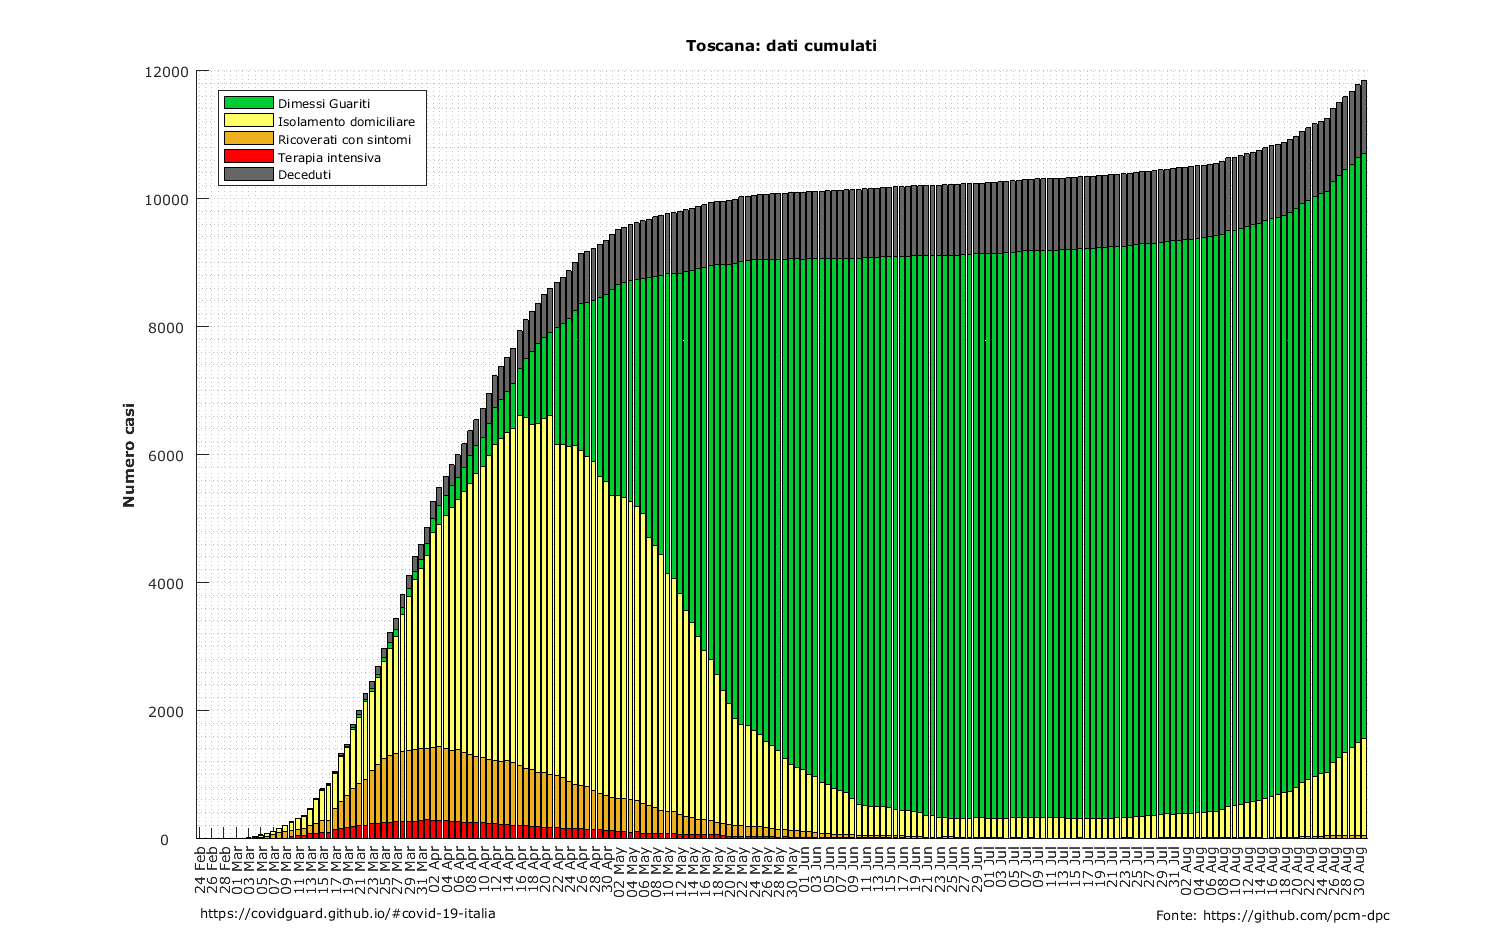 Toscana: dati cumulati
12000
10000
8000
6000
4000
2000
0
Numero casi
Dimessi Guariti
Isolamento domiciliare
Ricoverati con sintomi
Terapia intensiva
Deceduti
24 Feb
26 Feb
28 Feb
01 Mar
03 Mar
05 Mar
07 Mar
09 Mar
11 Mar
13 Mar
15 Mar
17 Mar
19 Mar
21 Mar
23 Mar
25 Mar
27 Mar
29 Mar
31 Mar
02 Apr
04 Apr
06 Apr
08 Apr
10 Apr
12 Apr
14 Apr
16 Apr
18 Apr
20 Apr
22 Apr
24 Apr
26 Apr
28 Apr
30 Apr
02 May
04 May
06 May
08 May
10 May
12 May
14 May
16 May
18 May
20 May
22 May
24 May
26 May
28 May
30 May
01 Jun
03 Jun
05 Jun
07 Jun
09 Jun
11 Jun
13 Jun
15 Jun
17 Jun
19 Jun
21 Jun
23 Jun
25 Jun
27 Jun
29 Jun
01 Jul
03 Jul
05 Jul
07 Jul
09 Jul
11 Jul
13 Jul
15 Jul
17 Jul
19 Jul
21 Jul
23 Jul
25 Jul
27 Jul
29 Jul
31 Jul
02 Aug
04 Aug
06 Aug
08 Aug
10 Aug
12 Aug
14 Aug
16 Aug
18 Aug
20 Aug
22 Aug
24 Aug
26 Aug
28 Aug
30 Aug
https://covidguard.github.io/#covid-19-italia
Fonte: https://github.com/pcm-dpc